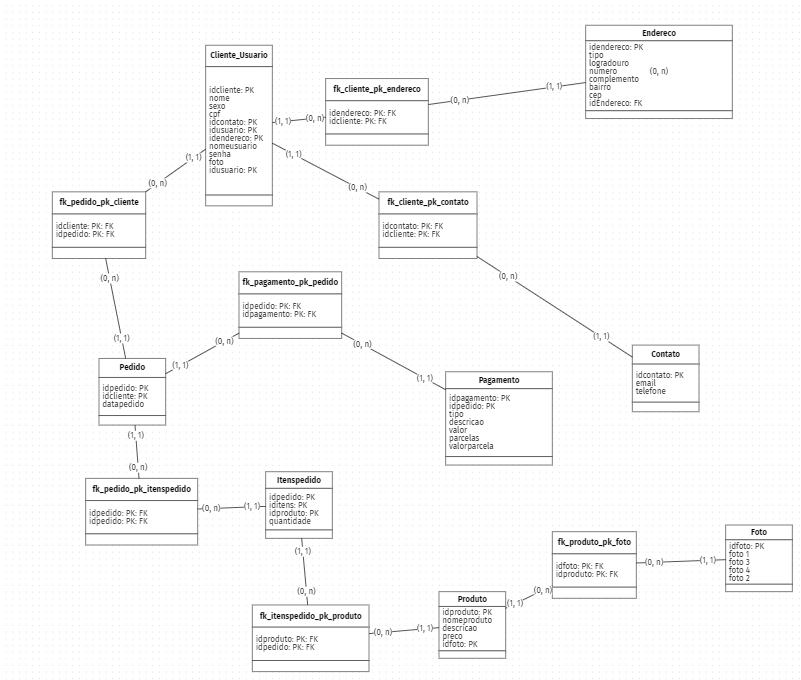 Cliente_Usuario
idcliente: PK
nome
sexo
cpf
idcontato: PK
idusuario: PK
idendereco: PK
nomeusuario
senha
foto
idusuario: PK
(1, 1)
(0, n)
fk_cliente_pk_endereco
idendereco: PK: FK
idcliente: PK: FK
(0, n)
(1, 1)
Endereco
idendereco: PK
tipo
logradouro
numero
(0, n)
complemento
bairro
cep
idEndereco: FK
(1, 1)
(0, n)
fk_pedido_pk_cliente
idcliente: PK: FK
idpedido: PK: FK
(1, 1)
(0, n)
fk_cliente_pk_contato
idcontato: PK: FK
idcliente: PK: FK
(0, n)
(1, 1)
Contato
idcontato: PK
email
telefone
(0, n)
(1, 1)
fk_pagamento_pk_pedido
idpedido: PK: FK
idpagamento: PK: FK
(0, n)
(1, 1)
(0, n)
(1, 1)
Pedido
idpedido: PK
idcliente: PK
datapedido
Pagamento
idpagamento: PK
idpedido: PK
tipo
descricao
valor
parcelas
valorparcela
(1, 1)
(0, n)
fk_pedido_pk_itenspedido
idpedido: PK: FK
idpedido: PK: FK
(0, n)
(1, 1)
Itenspedido
idpedido: PK
iditens: PK
idproduto: PK
quantidade
(1, 1)
(0, n)
fk_itenspedido_pk_produto
idproduto: PK: FK
idpedido: PK: FK
(0, n)
(1, 1)
Produto
idproduto: PK
nomeproduto
descricao
preco
idfoto: PK
(1, 1)
(0, n)
fk_produto_pk_foto
idfoto: PK: FK
idproduto: PK: FK
(0, n)
(1, 1)
Foto
idfoto: PK
foto 1
foto 3
foto 4
foto 2